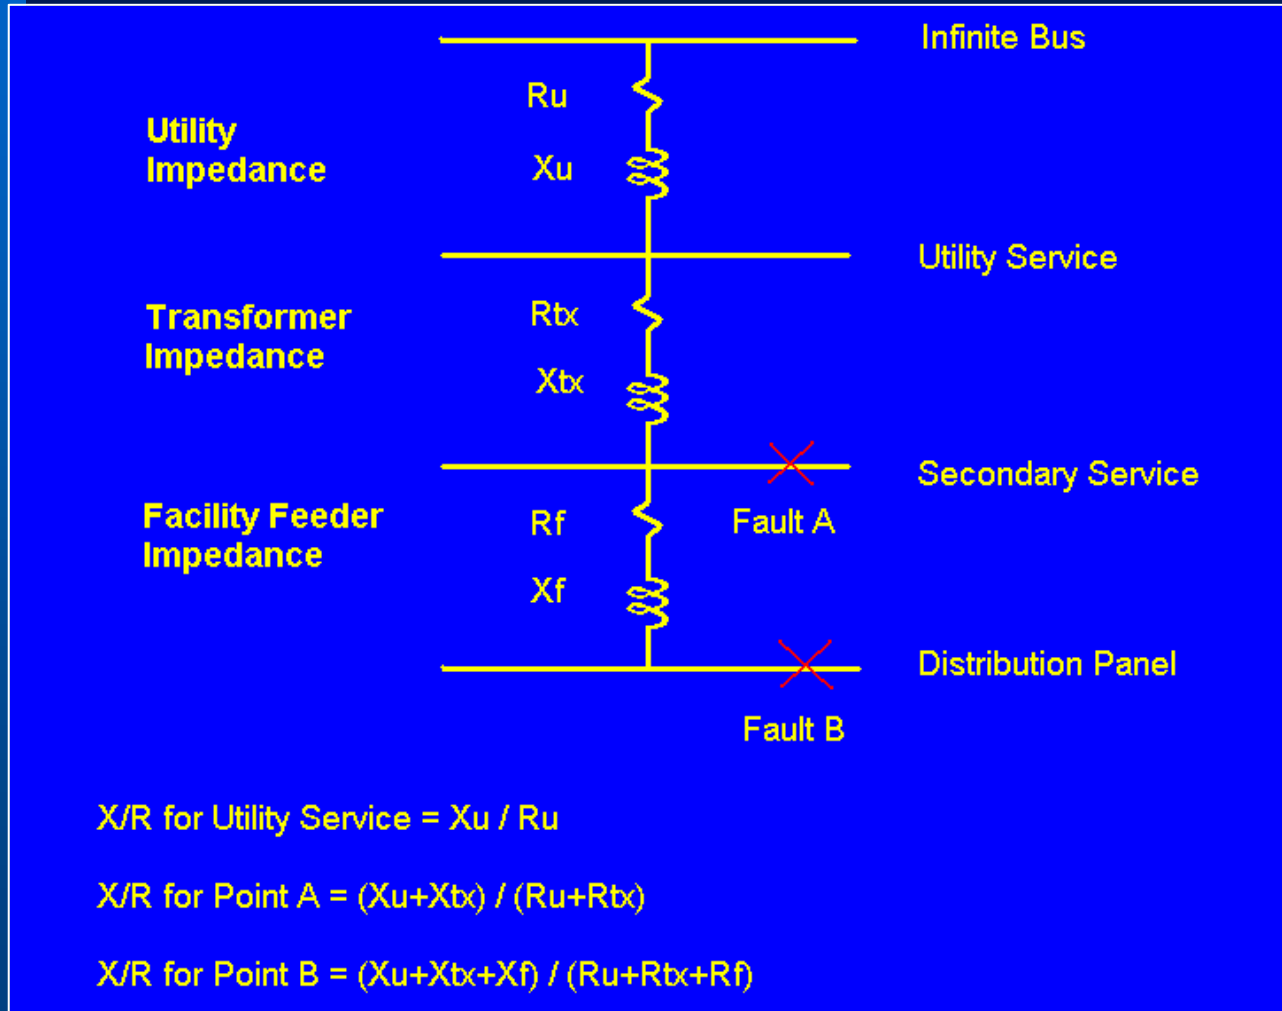 Infinite Bus
Ru
Utility
Impedance
Xu
Utility Service
Transformer
Impedance
Rtx
Xtx
Secondary Service
Facility Feeder
Impedance
Rf
Fault A
Xf
Distribution Panel
Fault B
X/R for Utility Service = Xu / Ru
X/R for Point A = (Xu+Xtx) / (Ru+Rtx)
X/R for Point B = (Xu+Xtx+Xf) / (Ru+Rtx+Rf)